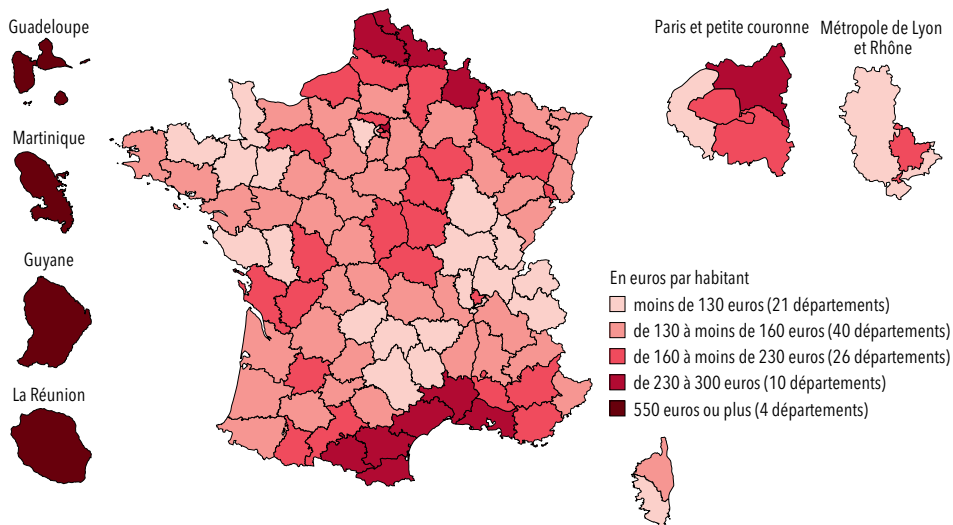 Guadeloupe
Martinique
Guyane
La Réunion
Paris et petite couronne
Métropole de Lyon
et Rhône
En euros par habitant
moins de 130 euros (21 départements)
de 130 à moins de 160 euros (40 départements)
de 160 à moins de 230 euros (26 départements)
de 230 à 300 euros (10 départements)
550 euros ou plus (4 départements)